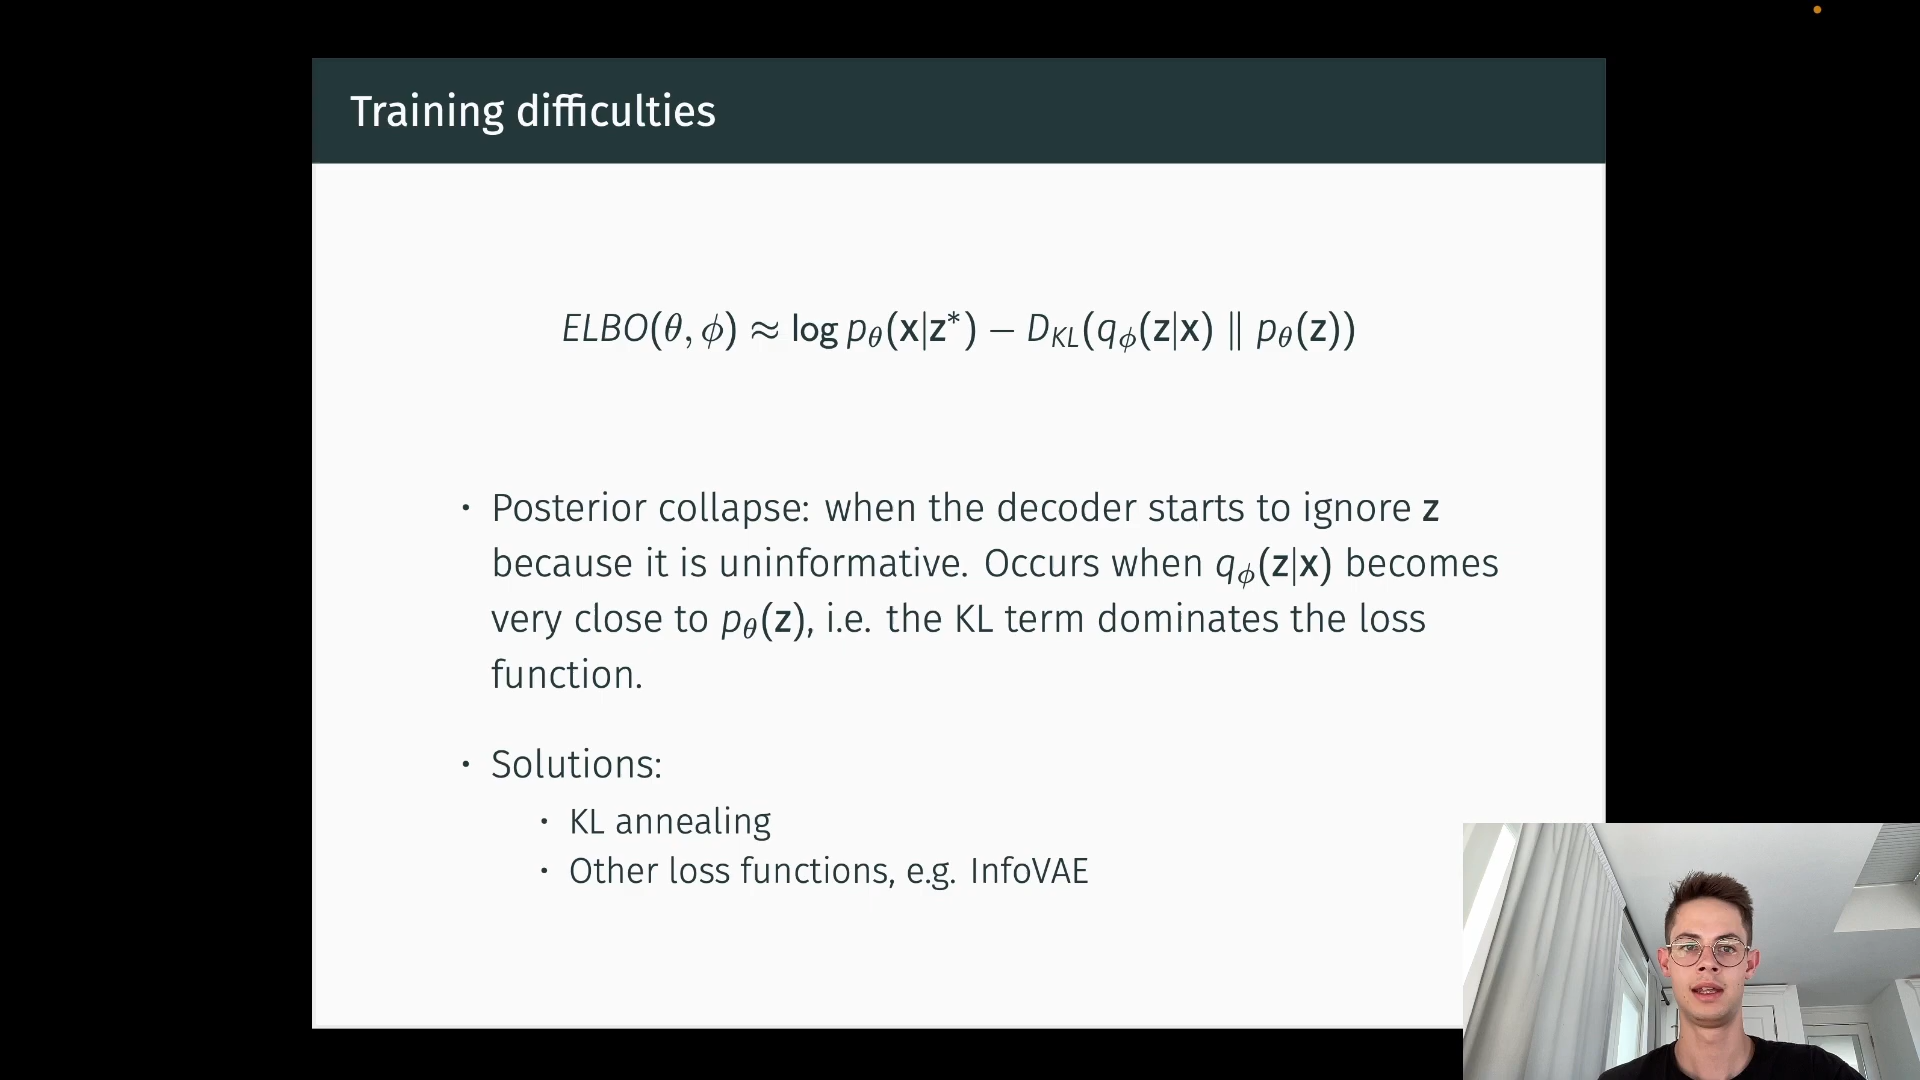 Training difficulties
ELBO(θ, ϕ) ≈ log pθ(x|z*) − DKL(qϕ(z|x) ∥ pθ(z))
• Posterior collapse: when the decoder starts to ignore z
because it is uninformative. Occurs when qϕ(z|x) becomes
very close to pθ(z), i.e. the KL term dominates the loss
function.
• Solutions:
• KL annealing
• Other loss functions, e.g. InfoVAE